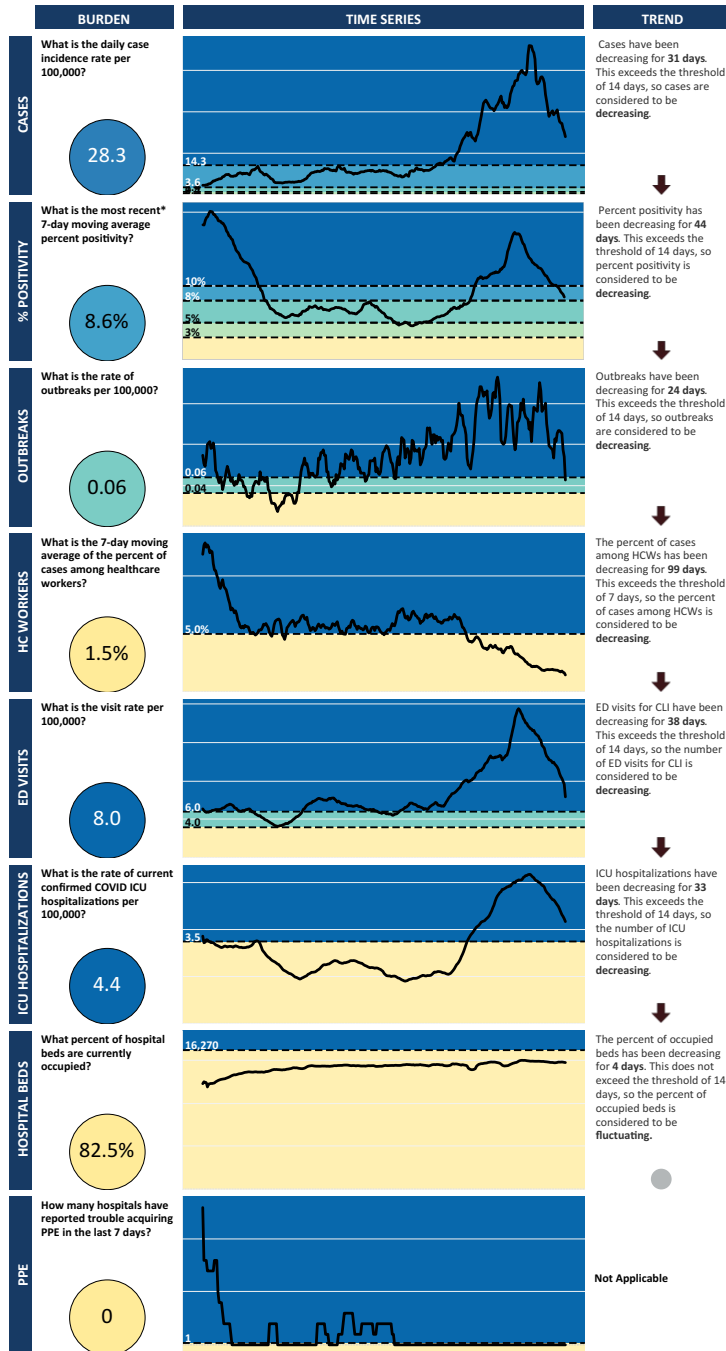 BURDEN
TIME SERIES
TREND
CASES
What is the daily case
incidence rate per
100,000?
28.3
14.3
3.6
Cases have been
decreasing for 31 days.
This exceeds the threshold
of 14 days, so cases are
considered to be
decreasing.
% POSITIVITY
What is the most recent*
7-day moving average
percent positivity?
8.6%
10%
8%
5%
3%
Percent positivity has
been decreasing for 44
days. This exceeds the
threshold of 14 days, so
percent positivity is
considered to be
decreasing.
OUTBREAKS
What is the rate of
outbreaks per 100,000?
0.06
0.06
0.04
Outbreaks have been
decreasing for 24 days.
This exceeds the threshold
of 14 days, so outbreaks
are considered to be
decreasing.
HC WORKERS
What is the 7-day moving
average of the percent of
cases among healthcare
workers?
1.5%
5.0%
The percent of cases
among HCWs has been
decreasing for 99 days.
This exceeds the threshold
of 7 days, so the percent
of cases among HCWs is
considered to be
decreasing.
ED VISITS
What is the visit rate per
100,000?
8.0
6.0
4.0
ED visits for CLI have been
decreasing for 38 days.
This exceeds the threshold
of 14 days, so the number
of ED visits for CLI is
considered to be
decreasing.
ICU HOSPITALIZATIONS
What is the rate of current
confirmed COVID ICU
hospitalizations per
100,000?
4.4
3.5
ICU hospitalizations have
been decreasing for 33
days. This exceeds the
threshold of 14 days, so
the number of ICU
hospitalizations is
considered to be
decreasing.
HOSPITAL BEDS
What percent of hospital
beds are currently
occupied?
82.5%
16,270
The percent of occupied
beds has been decreasing
for 4 days. This does not
exceed the threshold of 14
days, so the percent of
occupied beds is
considered to be
fluctuating.
PPE
How many hospitals have
reported trouble acquiring
PPE in the last 7 days?
0
1
Not Applicable